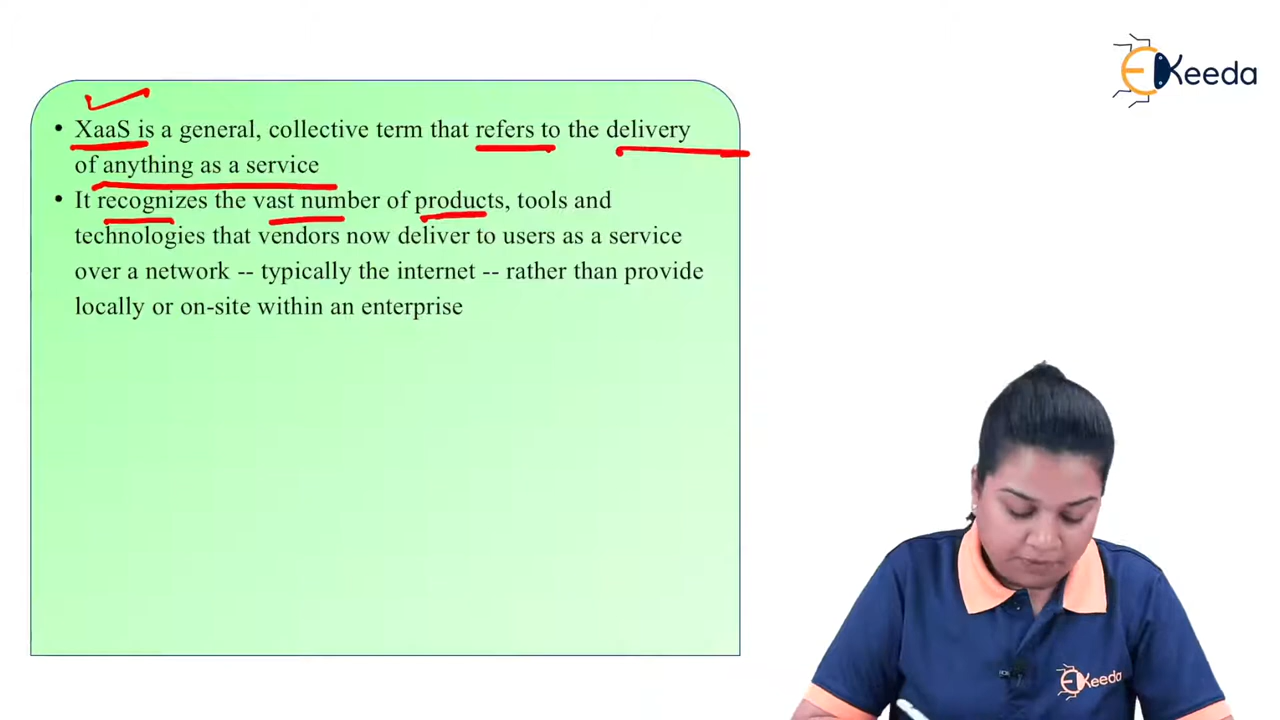 EKeeda
• XaaS is a general, collective term that refers to the delivery
of anything as a service
• It recognizes the vast number of products, tools and
technologies that vendors now deliver to users as a service
over a network -- typically the internet -- rather than provide
locally or on-site within an enterprise
EKeeda